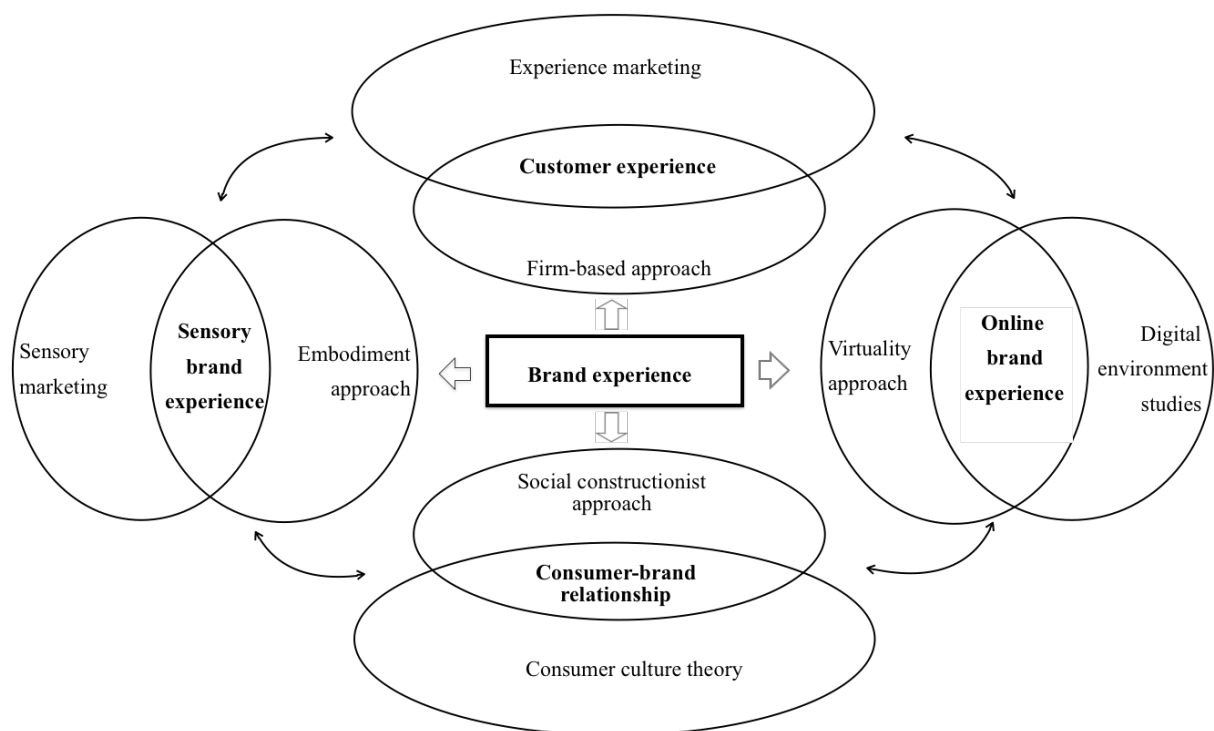 Experience marketing
Customer experience
Firm-based approach
Sensory
marketing
Sensory
brand
experience
Embodiment
approach
Brand experience
Virtuality
approach
Online
brand
experience
Digital
environment
studies
Social constructionist
approach
Consumer-brand
relationship
Consumer culture theory